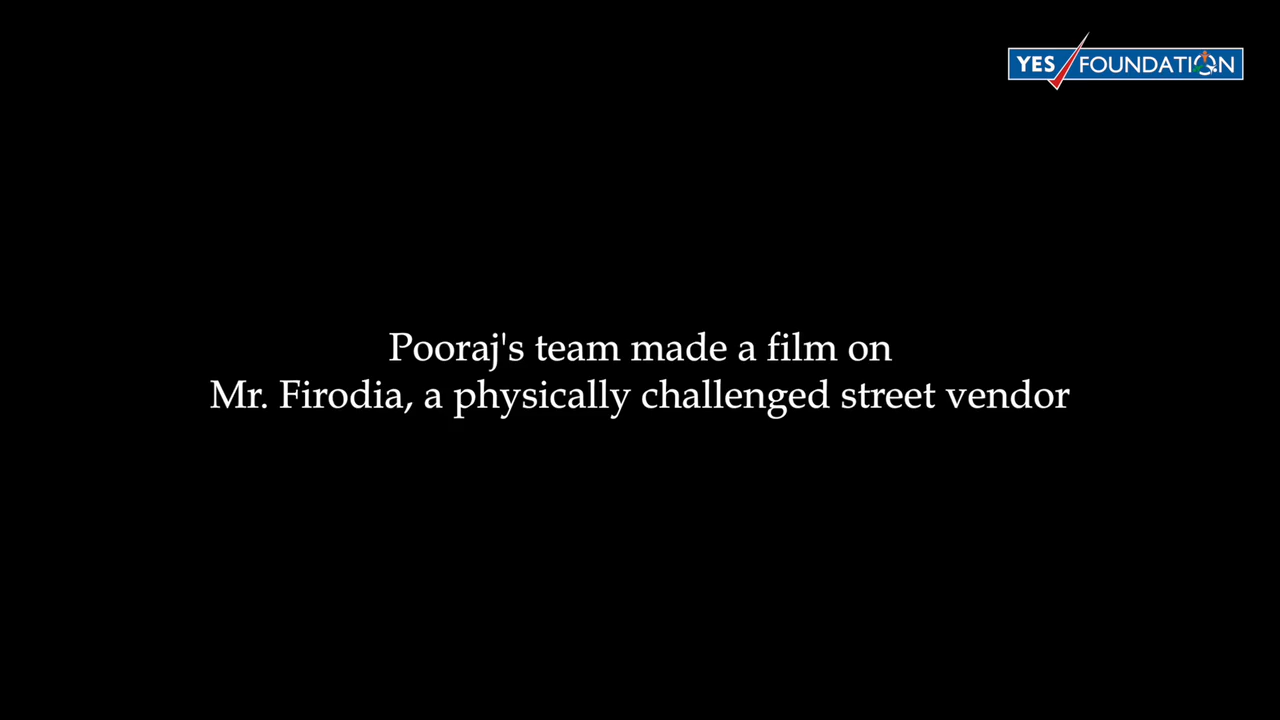 YES FOUNDATION
Pooraj's team made a film on
Mr. Firodia, a physically challenged street vendor